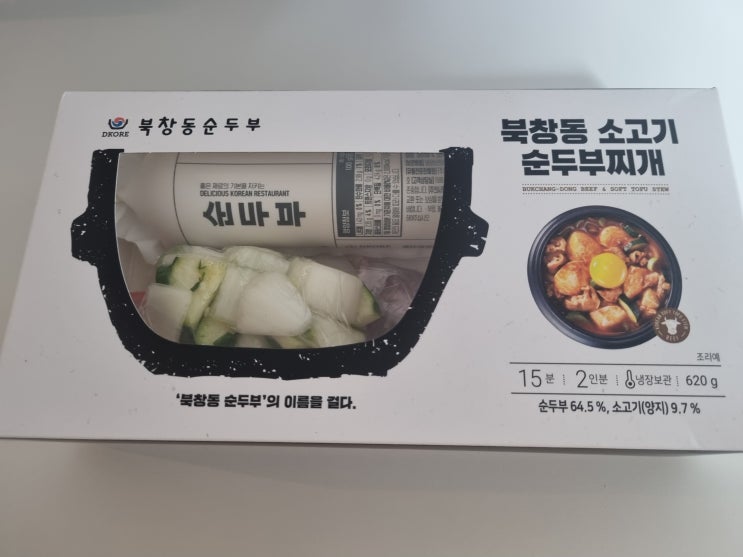 DKORE
북창동순두부
북창동 소고기
순두부찌개
BUKCHANG-DONG BEEF & SOFT TOFU STEW
좋은 재료의 기본을 지키는
DELICIOUS KOREAN RESTAURANT
순두부
조리예
15분 2인분 냉장보관 620 g
순두부 64.5 %, 소고기(양지) 9.7 %
'북창동 순두부'의 이름을 걸다.